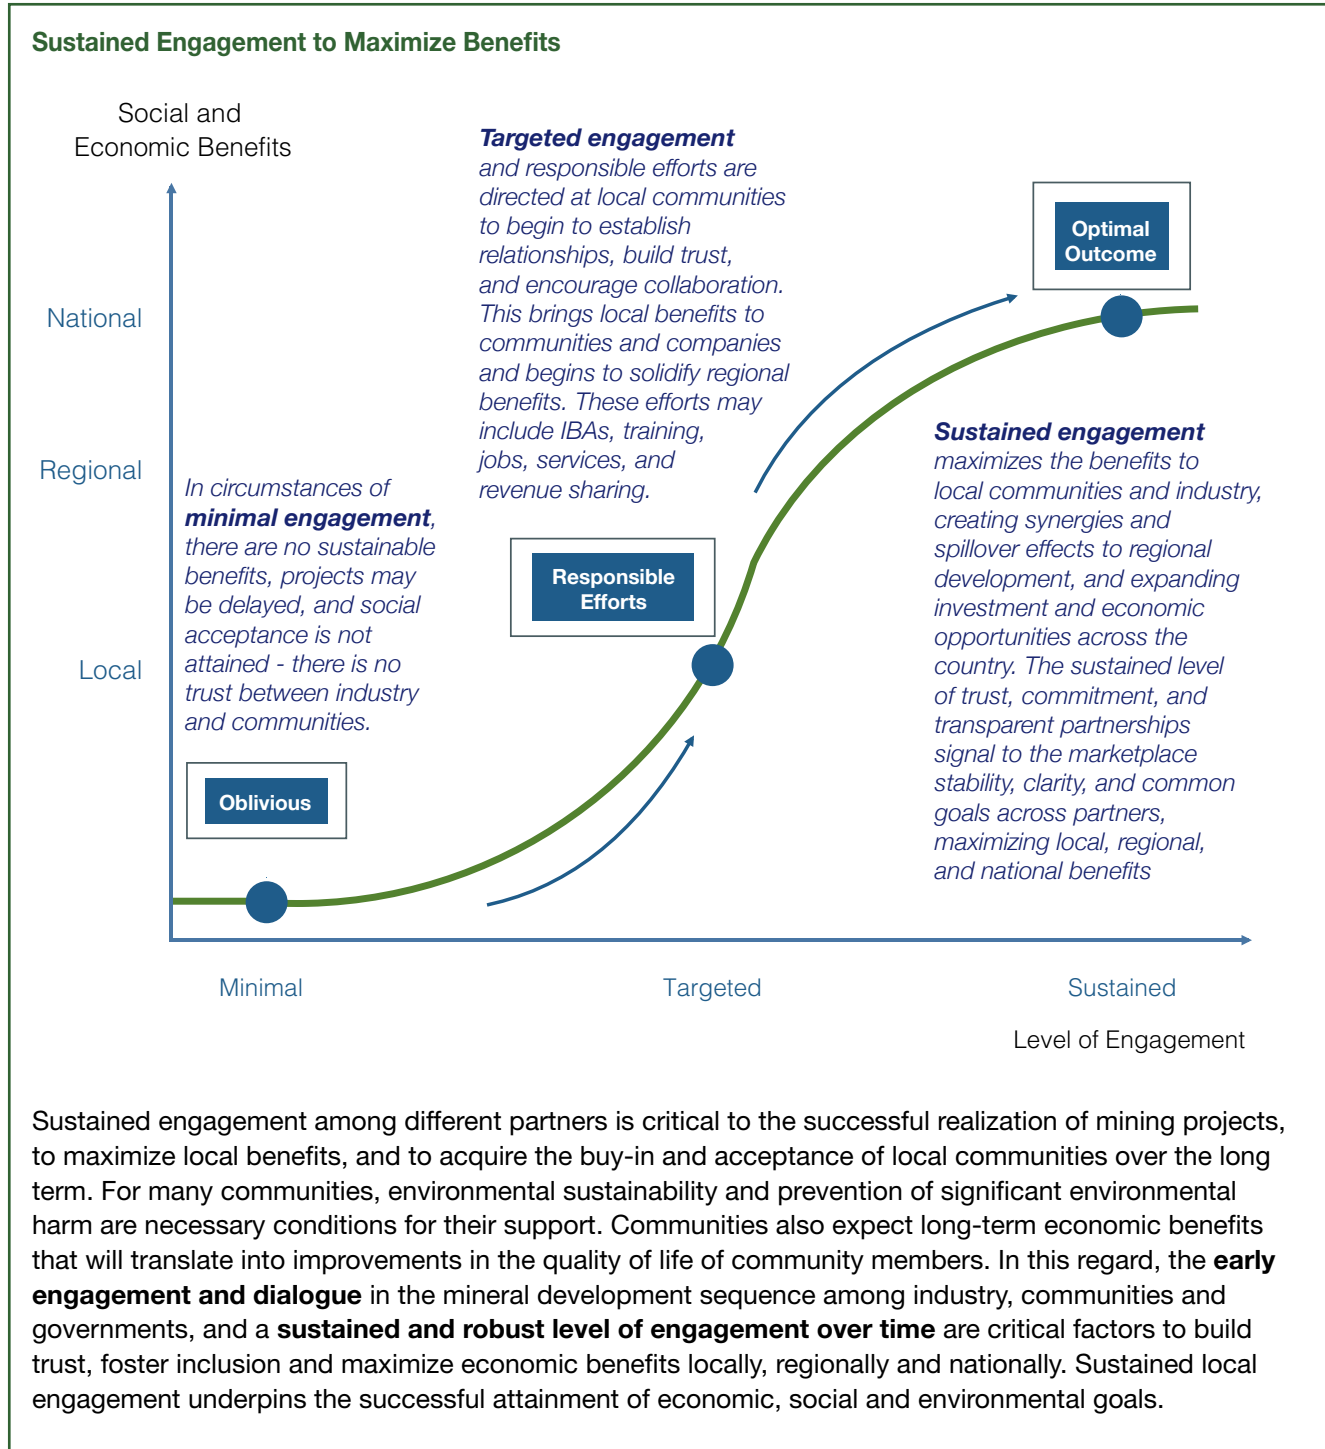 Sustained Engagement to Maximize Benefits
Social and
Economic Benefits
National
Regional
Local
In circumstances of
minimal engagement,
there are no sustainable
benefits, projects may
be delayed, and social
acceptance is not
attained - there is no
trust between industry
and communities.
Oblivious
Targeted engagement
and responsible efforts are
directed at local communities
to begin to establish
relationships, build trust,
and encourage collaboration.
This brings local benefits to
communities and companies
and begins to solidify regional
benefits. These efforts may
include IBAs, training,
jobs, services, and
revenue sharing.
Responsible
Efforts
Optimal
Outcome
Sustained engagement
maximizes the benefits to
local communities and industry,
creating synergies and
spillover effects to regional
development, and expanding
investment and economic
opportunities across the
country. The sustained level
of trust, commitment, and
transparent partnerships
signal to the marketplace
stability, clarity, and common
goals across partners,
maximizing local, regional,
and national benefits
Minimal
Targeted
Sustained
Level of Engagement
Sustained engagement among different partners is critical to the successful realization of mining projects,
to maximize local benefits, and to acquire the buy-in and acceptance of local communities over the long
term. For many communities, environmental sustainability and prevention of significant environmental
harm are necessary conditions for their support. Communities also expect long-term economic benefits
that will translate into improvements in the quality of life of community members. In this regard, the early
engagement and dialogue in the mineral development sequence among industry, communities and
governments, and a sustained and robust level of engagement over time are critical factors to build
trust, foster inclusion and maximize economic benefits locally, regionally and nationally. Sustained local
engagement underpins the successful attainment of economic, social and environmental goals.